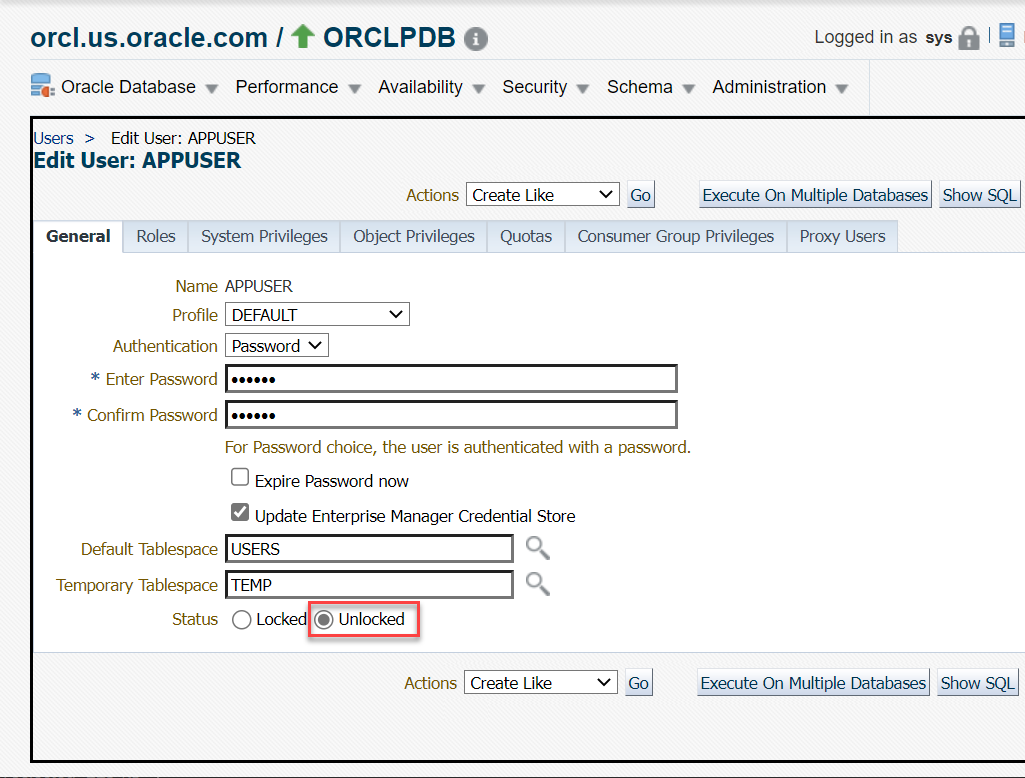 orcl.us.oracle.com / ORCLPDB
Logged in as sys
Oracle Database Performance Availability Security Schema Administration
Users > Edit User: APPUSER
Edit User: APPUSER
Actions Create Like Go Execute On Multiple Databases Show SQL
General Roles System Privileges Object Privileges Quotas Consumer Group Privileges Proxy Users
Name APPUSER
Profile DEFAULT
Authentication Password
* Enter Password ••••••
* Confirm Password ••••••
For Password choice, the user is authenticated with a password.
Expire Password now
Update Enterprise Manager Credential Store
Default Tablespace USERS
Temporary Tablespace TEMP
Status Locked Unlocked
Actions Create Like Go Execute On Multiple Databases Show SQL